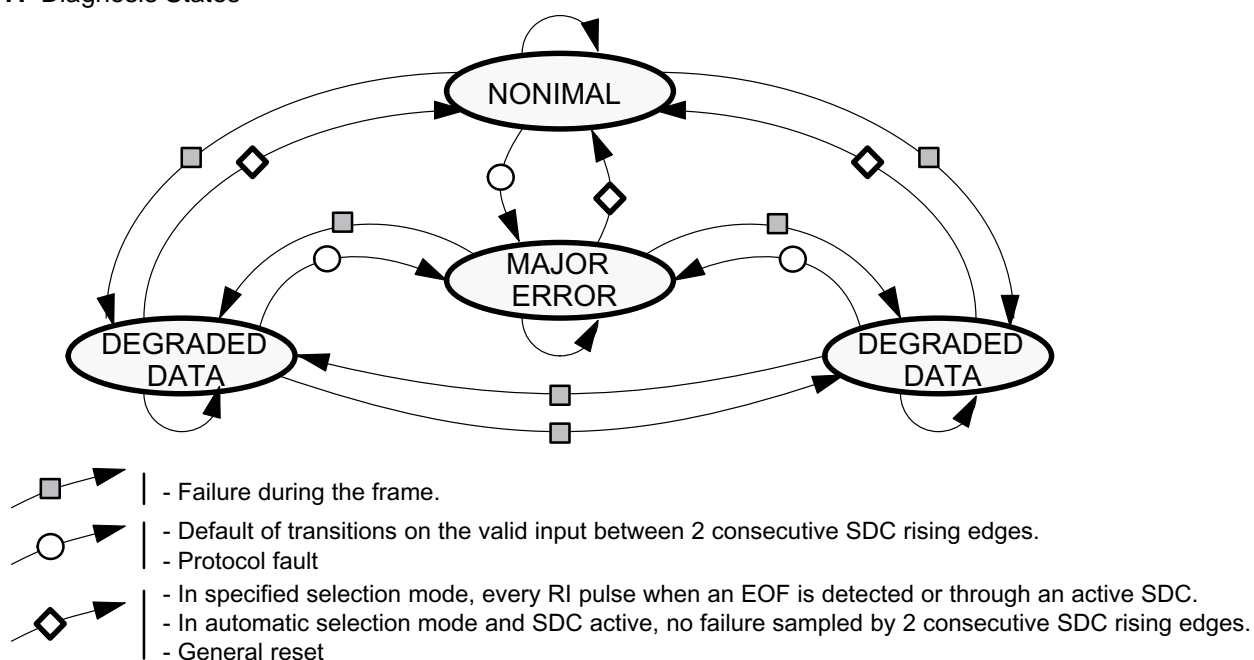 Diagnosis States
NONIMAL
MAJOR
ERROR
DEGRADED
DATA
DEGRADED
DATA
- Failure during the frame.
- Default of transitions on the valid input between 2 consecutive SDC rising edges.
- Protocol fault
- In specified selection mode, every RI pulse when an EOF is detected or through an active SDC.
- In automatic selection mode and SDC active, no failure sampled by 2 consecutive SDC rising edges.
- General reset